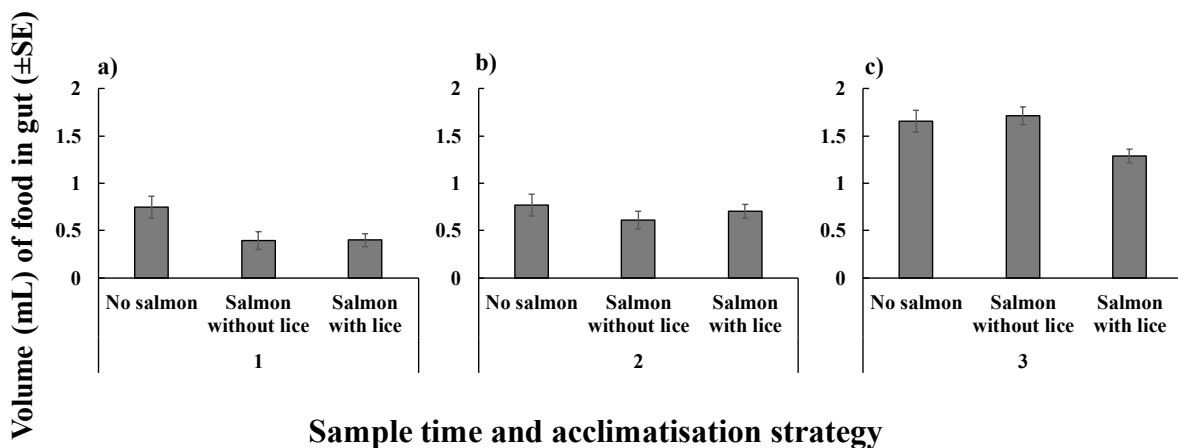 Volume (mL) of food in gut (±SE)
a)
2
1.5
1
0.5
0
No salmon
Salmon without lice
Salmon with lice
1
b)
2
1.5
1
0.5
0
No salmon
Salmon without lice
Salmon with lice
2
c)
2
1.5
1
0.5
0
No salmon
Salmon without lice
Salmon with lice
3
Sample time and acclimatisation strategy